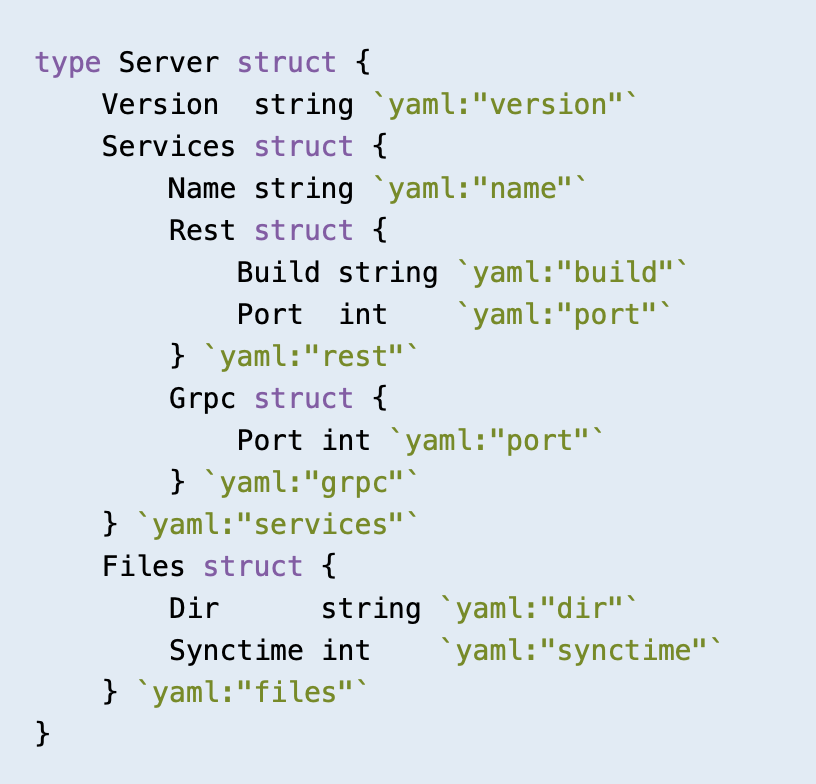 type Server struct {
    Version  string `yaml:"version"`
    Services struct {
        Name string `yaml:"name"`
        Rest struct {
            Build string `yaml:"build"`
            Port  int    `yaml:"port"`
        } `yaml:"rest"`
        Grpc struct {
            Port int `yaml:"port"`
        } `yaml:"grpc"`
    } `yaml:"services"`
    Files struct {
        Dir      string `yaml:"dir"`
        Synctime int    `yaml:"synctime"`
    } `yaml:"files"`
}